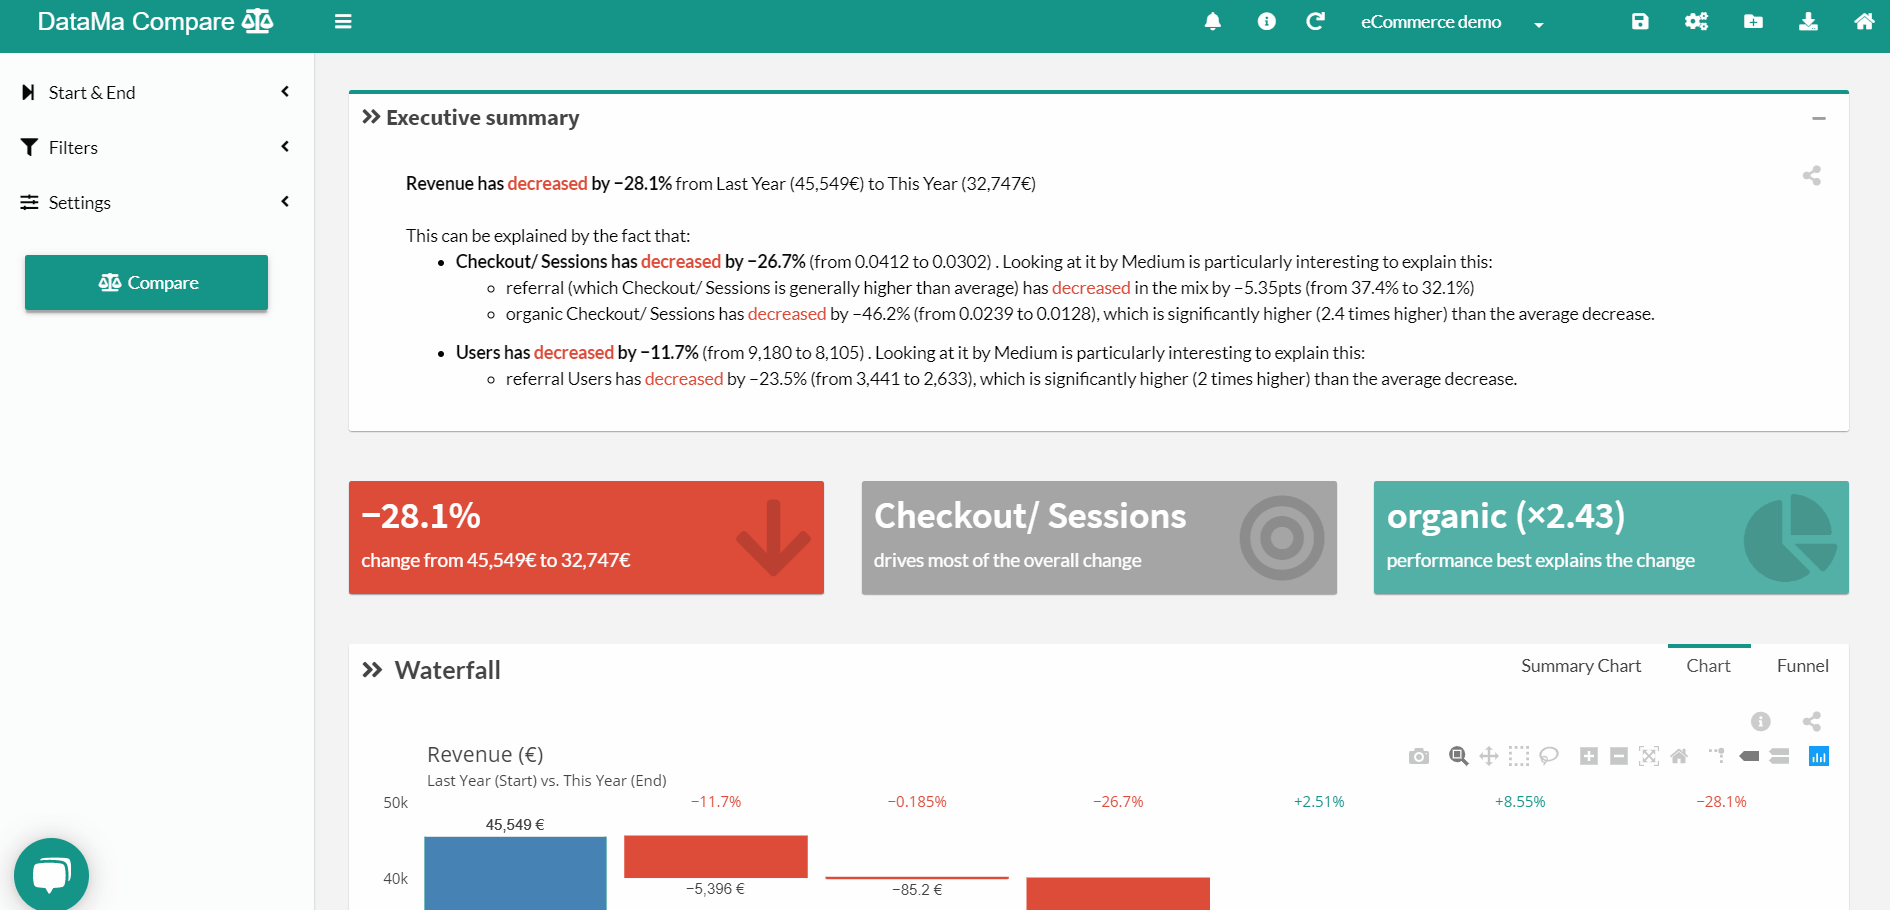 DataMa Compare
eCommerce demo
Start & End
Filters
Settings
Compare
Executive summary
Revenue has decreased by −28.1% from Last Year (45,549€) to This Year (32,747€)
This can be explained by the fact that:
Checkout/ Sessions has decreased by −26.7% (from 0.0412 to 0.0302) . Looking at it by Medium is particularly interesting to explain this:
referral (which Checkout/ Sessions is generally higher than average) has decreased in the mix by −5.35pts (from 37.4% to 32.1%)
organic Checkout/ Sessions has decreased by −46.2% (from 0.0239 to 0.0128), which is significantly higher (2.4 times higher) than the average decrease.
Users has decreased by −11.7% (from 9,180 to 8,105) . Looking at it by Medium is particularly interesting to explain this:
referral Users has decreased by −23.5% (from 3,441 to 2,633), which is significantly higher (2 times higher) than the average decrease.
−28.1%
change from 45,549€ to 32,747€
Checkout/ Sessions
drives most of the overall change
organic (×2.43)
performance best explains the change
Waterfall
Summary Chart
Chart
Funnel
Revenue (€)
Last Year (Start) vs. This Year (End)
50k
−11.7%
−0.185%
−26.7%
+2.51%
+8.55%
−28.1%
45,549 €
40k
−5,396 €
−85.2 €